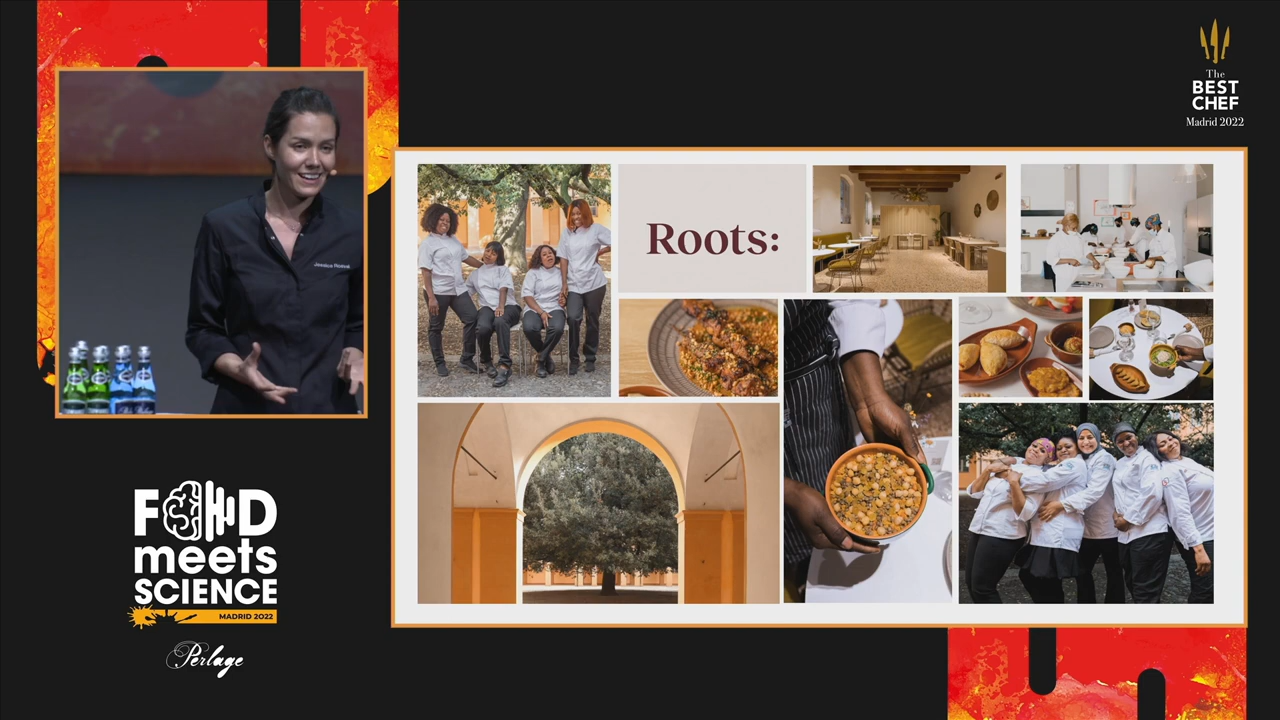 The
BEST
CHEF
Madrid 2022
Roots:
FOOD
meets
SCIENCE
MADRID 2022
Perlage